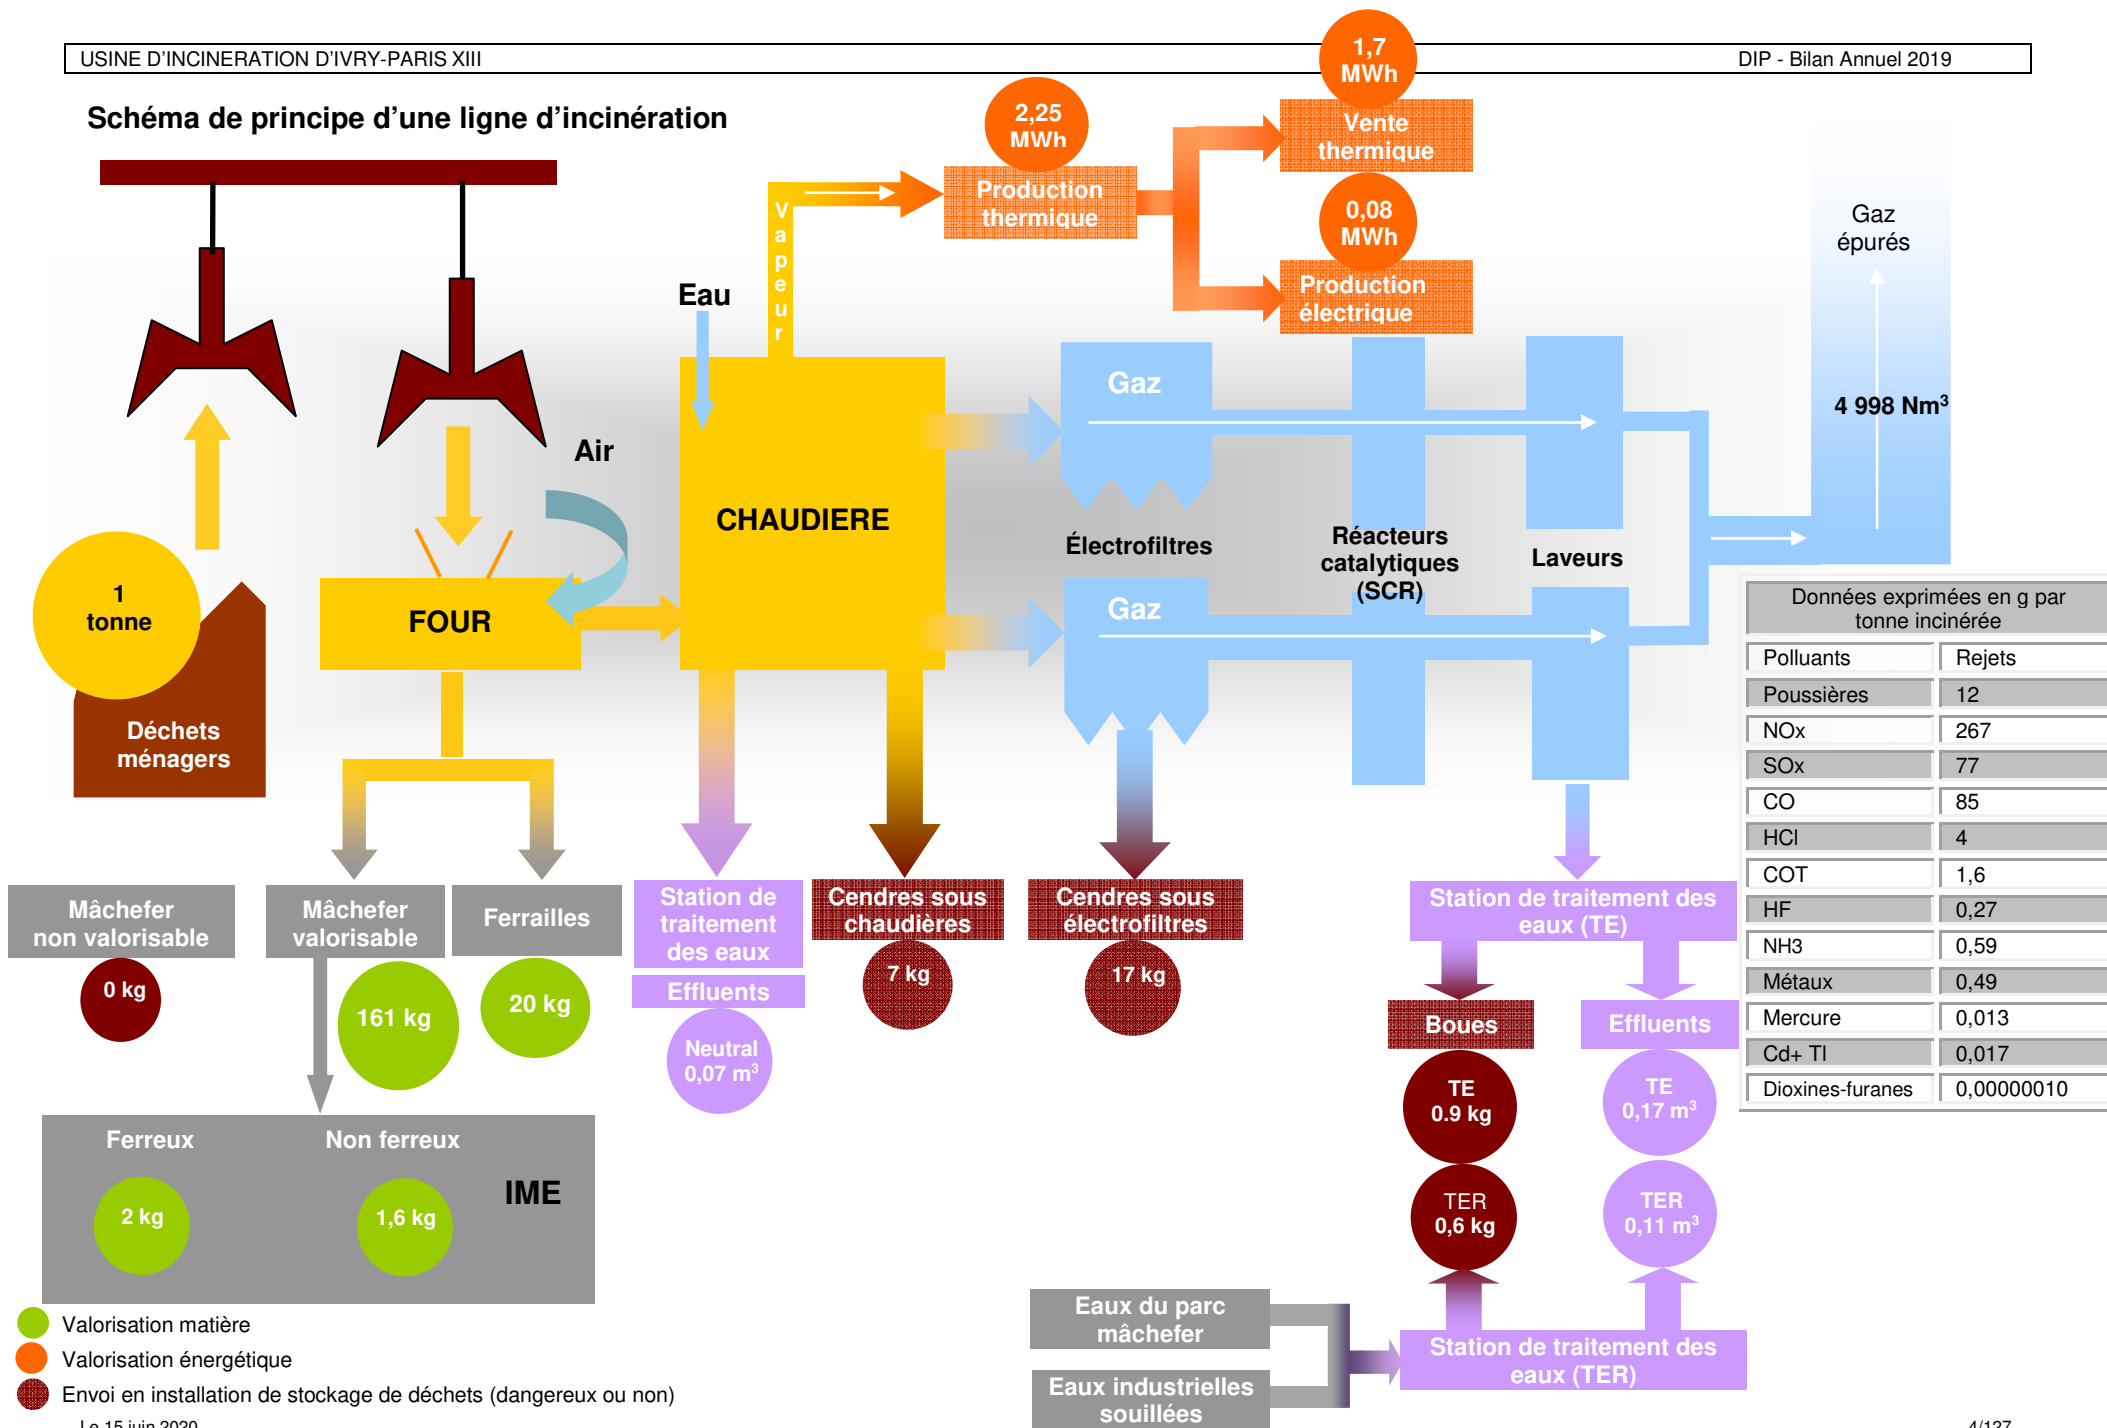 USINE D'INCINERATION D'IVRY-PARIS XIII
DIP - Bilan Annuel 2019
Schéma de principe d'une ligne d'incinération
1,7
MWh
2,25
MWh
Vente
thermique
Production
thermique
0,08
MWh
Production
électrique
Vapeur
Eau
Air
Gaz
épurés
4 998 Nm³
Gaz
CHAUDIERE
Électrofiltres
Réacteurs
catalytiques
(SCR)
Laveurs
1
tonne
FOUR
Gaz
Déchets
ménagers
Données exprimées en g par
tonne incinérée
Polluants Rejets
Poussières 12
NOx 267
SOx 77
CO 85
HCl 4
COT 1,6
HF 0,27
NH3 0,59
Métaux 0,49
Mercure 0,013
Cd+ Tl 0,017
Dioxines-furanes 0,00000010
Mâchefer
non valorisable
0 kg
Mâchefer
valorisable
161 kg
Ferrailles
20 kg
Station de
traitement
des eaux
Effluents
Neutral
0,07 m³
Cendres sous
chaudières
7 kg
Cendres sous
électrofiltres
17 kg
Station de traitement des
eaux (TE)
Boues
Effluents
TE
0.9 kg
TE
0,17 m³
TER
0,6 kg
TER
0,11 m³
Ferreux
Non ferreux
IME
2 kg
1,6 kg
Eaux du parc
mâchefer
Eaux industrielles
souillées
Station de traitement des
eaux (TER)
Valorisation matière
Valorisation énergétique
Envoi en installation de stockage de déchets (dangereux ou non)
Le 15 juin 2020
4/127